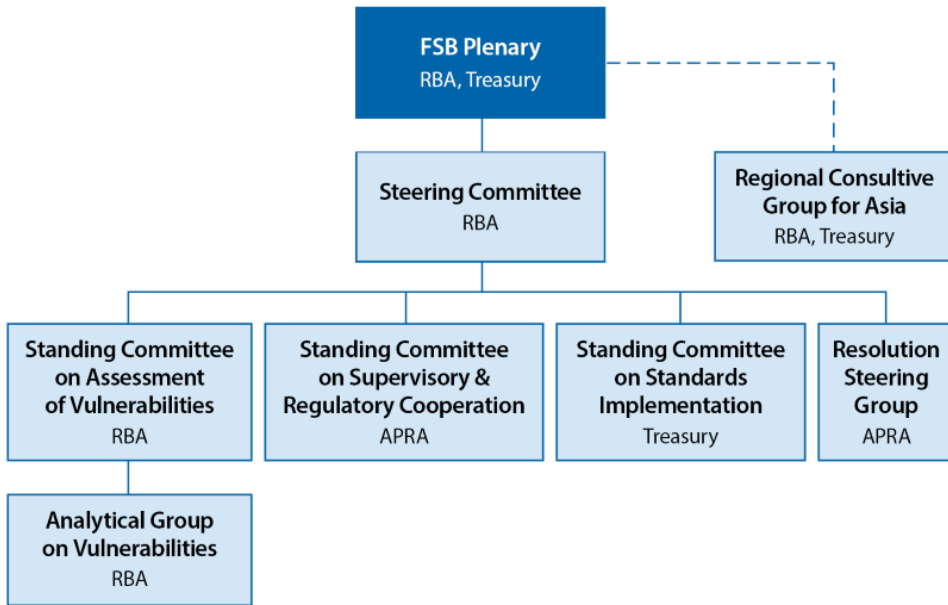 FSB Plenary
RBA, Treasury
Steering Committee
RBA
Regional Consultive
Group for Asia
RBA, Treasury
Standing Committee
on Assessment
of Vulnerabilities
RBA
Standing Committee
on Supervisory &
Regulatory Cooperation
APRA
Standing Committee
on Standards
Implementation
Treasury
Resolution
Steering
Group
APRA
Analytical Group
on Vulnerabilities
RBA